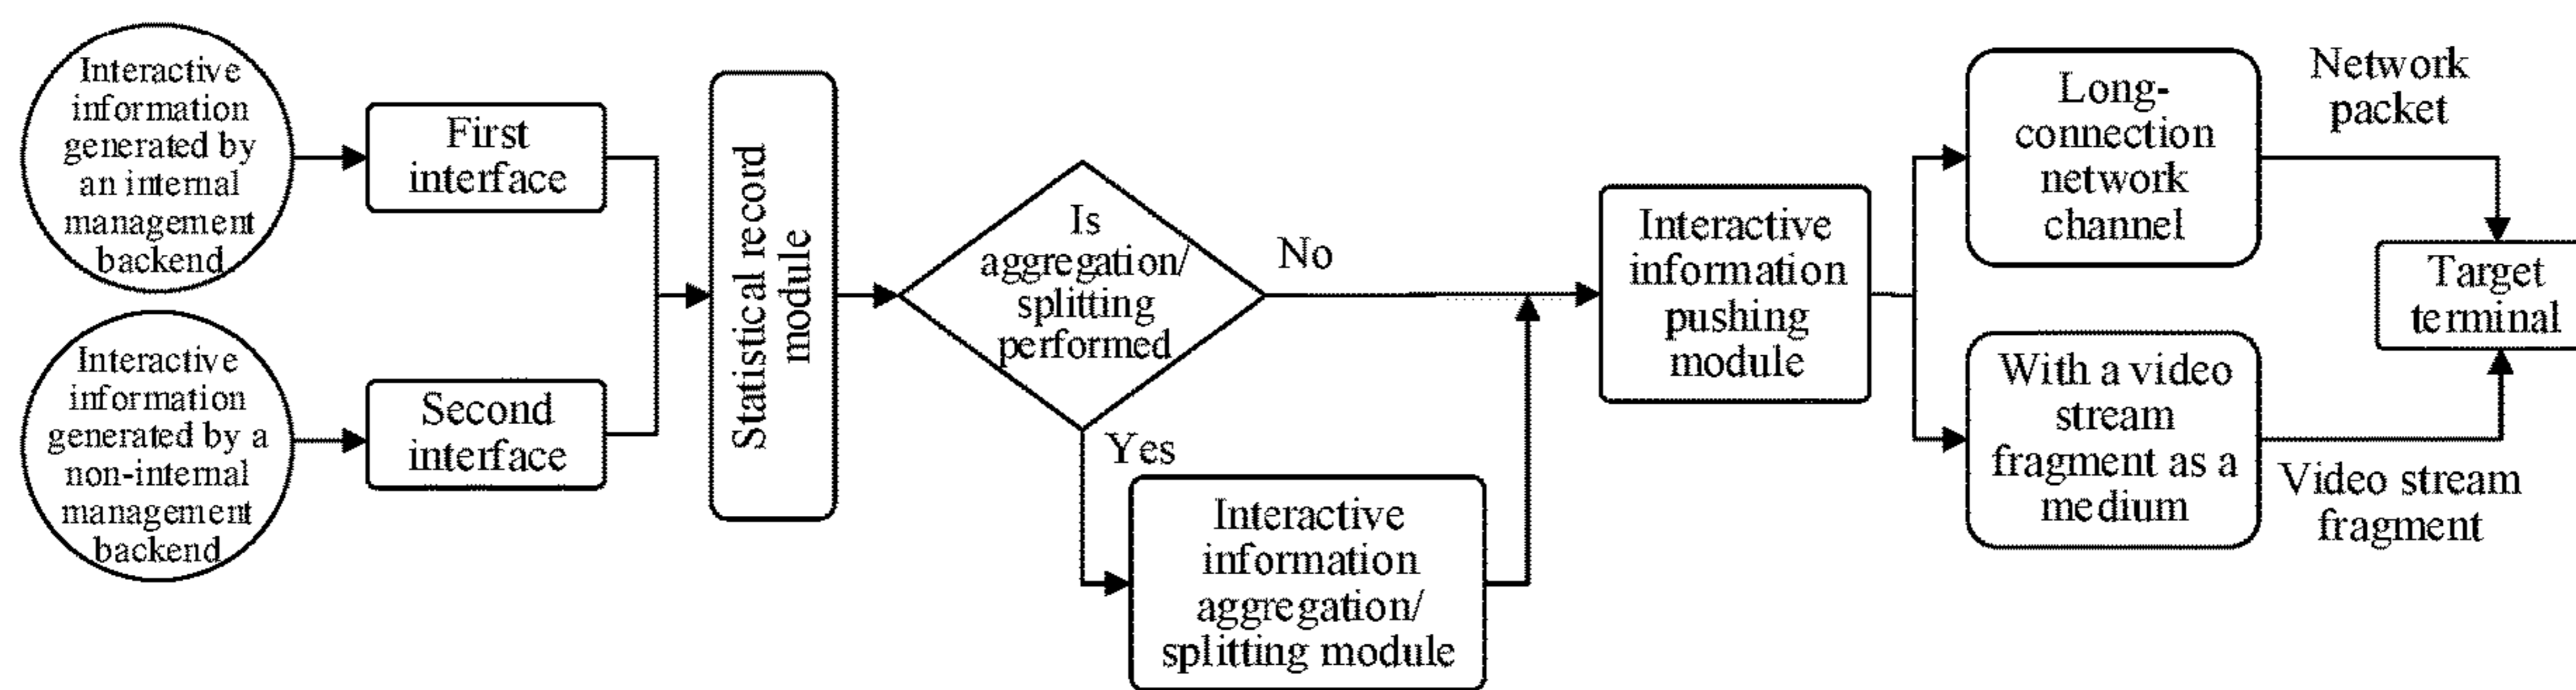 Interactive
information
generated by
an internal
management
backend
First
interface
Interactive
information
generated by a
non-internal
management
backend
Second
interface
Statistical record
module
Is
aggregation/
splitting
performed
No
Yes
Interactive
information
aggregation/
splitting module
Interactive
information
pushing
module
Long-
connection
network
channel
Network
packet
With a video
stream
fragment as a
medium
Video stream
fragment
Target
terminal